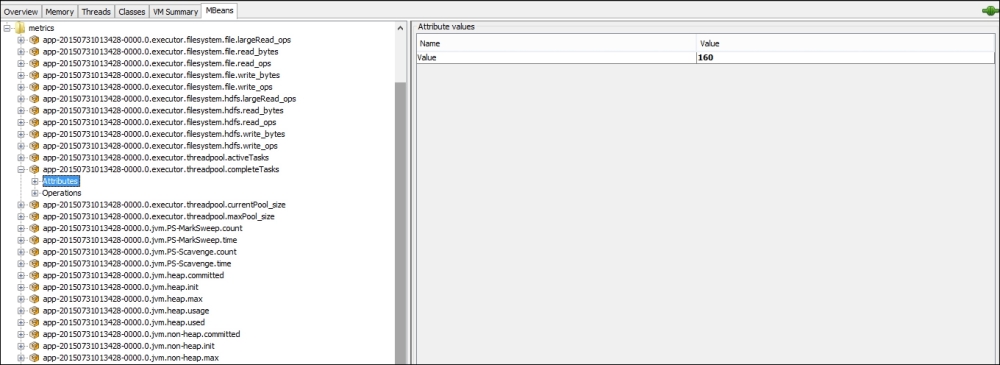 Overview Memory Threads Classes VM Summary MBeans
metrics
app-20150731013428-0000.0.executor.filesystem.file.largeRead_ops
app-20150731013428-0000.0.executor.filesystem.file.read_bytes
app-20150731013428-0000.0.executor.filesystem.file.read_ops
app-20150731013428-0000.0.executor.filesystem.file.write_bytes
app-20150731013428-0000.0.executor.filesystem.file.write_ops
app-20150731013428-0000.0.executor.filesystem.hdfs.largeRead_ops
app-20150731013428-0000.0.executor.filesystem.hdfs.read_bytes
app-20150731013428-0000.0.executor.filesystem.hdfs.read_ops
app-20150731013428-0000.0.executor.filesystem.hdfs.write_bytes
app-20150731013428-0000.0.executor.filesystem.hdfs.write_ops
app-20150731013428-0000.0.executor.threadpool.activeTasks
app-20150731013428-0000.0.executor.threadpool.completeTasks
Attributes
Operations
app-20150731013428-0000.0.executor.threadpool.currentPool_size
app-20150731013428-0000.0.executor.threadpool.maxPool_size
app-20150731013428-0000.0.jvm.PS-MarkSweep.count
app-20150731013428-0000.0.jvm.PS-MarkSweep.time
app-20150731013428-0000.0.jvm.PS-Scavenge.count
app-20150731013428-0000.0.jvm.PS-Scavenge.time
app-20150731013428-0000.0.jvm.heap.committed
app-20150731013428-0000.0.jvm.heap.init
app-20150731013428-0000.0.jvm.heap.max
app-20150731013428-0000.0.jvm.heap.usage
app-20150731013428-0000.0.jvm.heap.used
app-20150731013428-0000.0.jvm.non-heap.committed
app-20150731013428-0000.0.jvm.non-heap.init
app-20150731013428-0000.0.jvm.non-heap.max
Attribute values
Name Value
Value 160